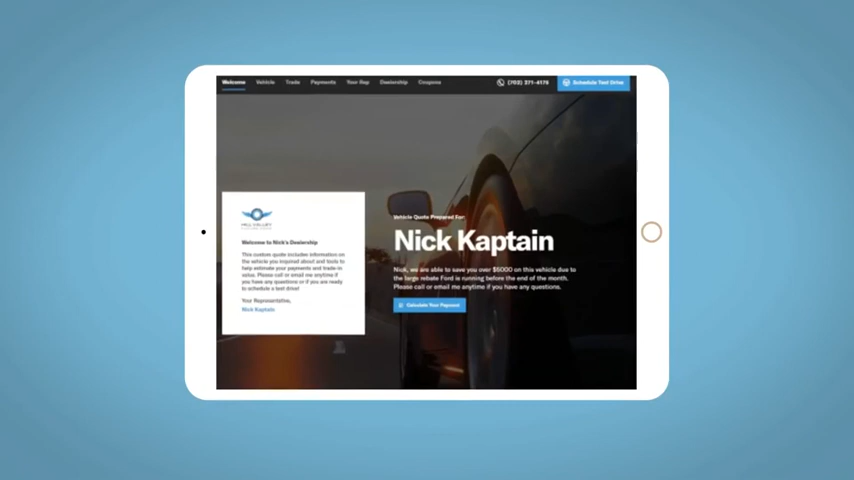 Welcome Vehicle Trade Payments Your Rep Dealership Coupons (702) 271-4176 Schedule Test Drive
Welcome to Nick's Dealership
This custom quote includes information on
the vehicle you inquired about and tools to
help estimate your payments and trade-in
value. Please call or email me anytime if
you have any questions or if you are ready
to schedule a test drive!
Your Representative,
Nick Kaptain
Vehicle Quote Prepared For:
Nick Kaptain
Nick, we are able to save you over $6000 on this vehicle due to
the large rebate Ford is running before the end of the month.
Please call or email me anytime if you have any questions.
Calculate Your Payment